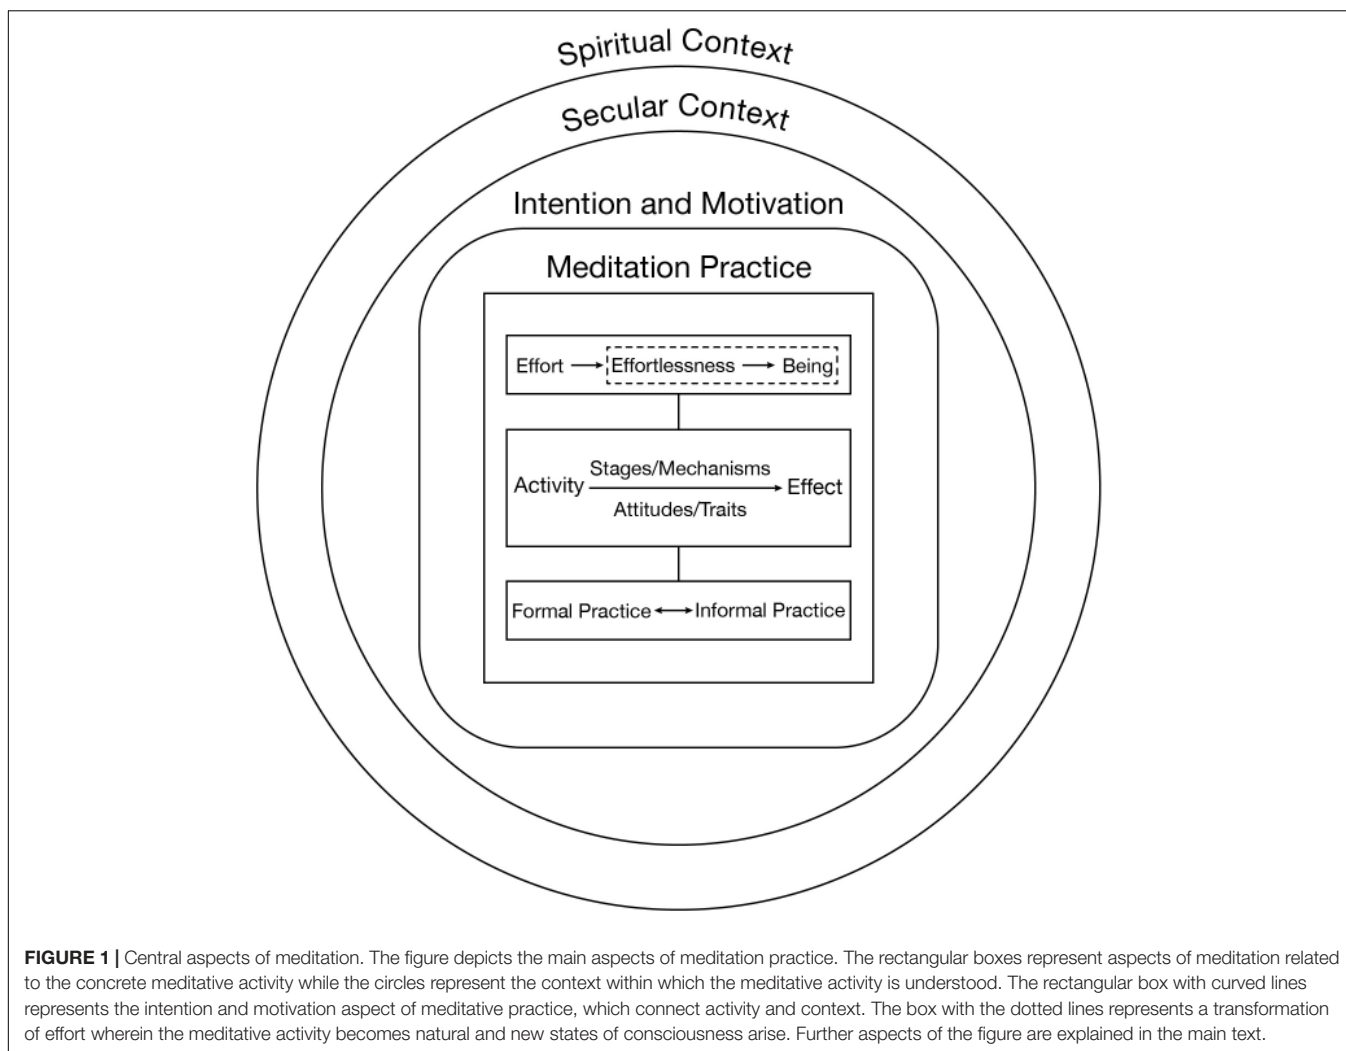 Spiritual Context
Secular Context
Intention and Motivation
Meditation Practice
Effort Effortlessness Being
Stages/Mechanisms
Activity Effect
Attitudes/Traits
Formal Practice Informal Practice
FIGURE 1 | Central aspects of meditation. The figure depicts the main aspects of meditation practice. The rectangular boxes represent aspects of meditation related
to the concrete meditative activity while the circles represent the context within which the meditative activity is understood. The rectangular box with curved lines
represents the intention and motivation aspect of meditative practice, which connect activity and context. The box with the dotted lines represents a transformation
of effort wherein the meditative activity becomes natural and new states of consciousness arise. Further aspects of the figure are explained in the main text.